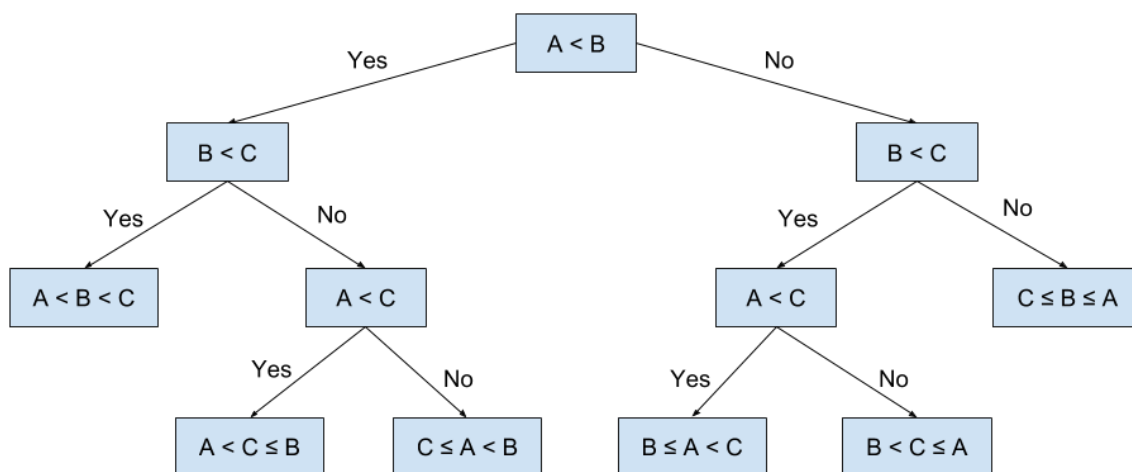 A < B
Yes
No
B < C
B < C
Yes
No
Yes
No
A < B < C
A < C
A < C
C ≤ B ≤ A
Yes
No
Yes
No
A < C ≤ B
C ≤ A < B
B ≤ A < C
B < C ≤ A